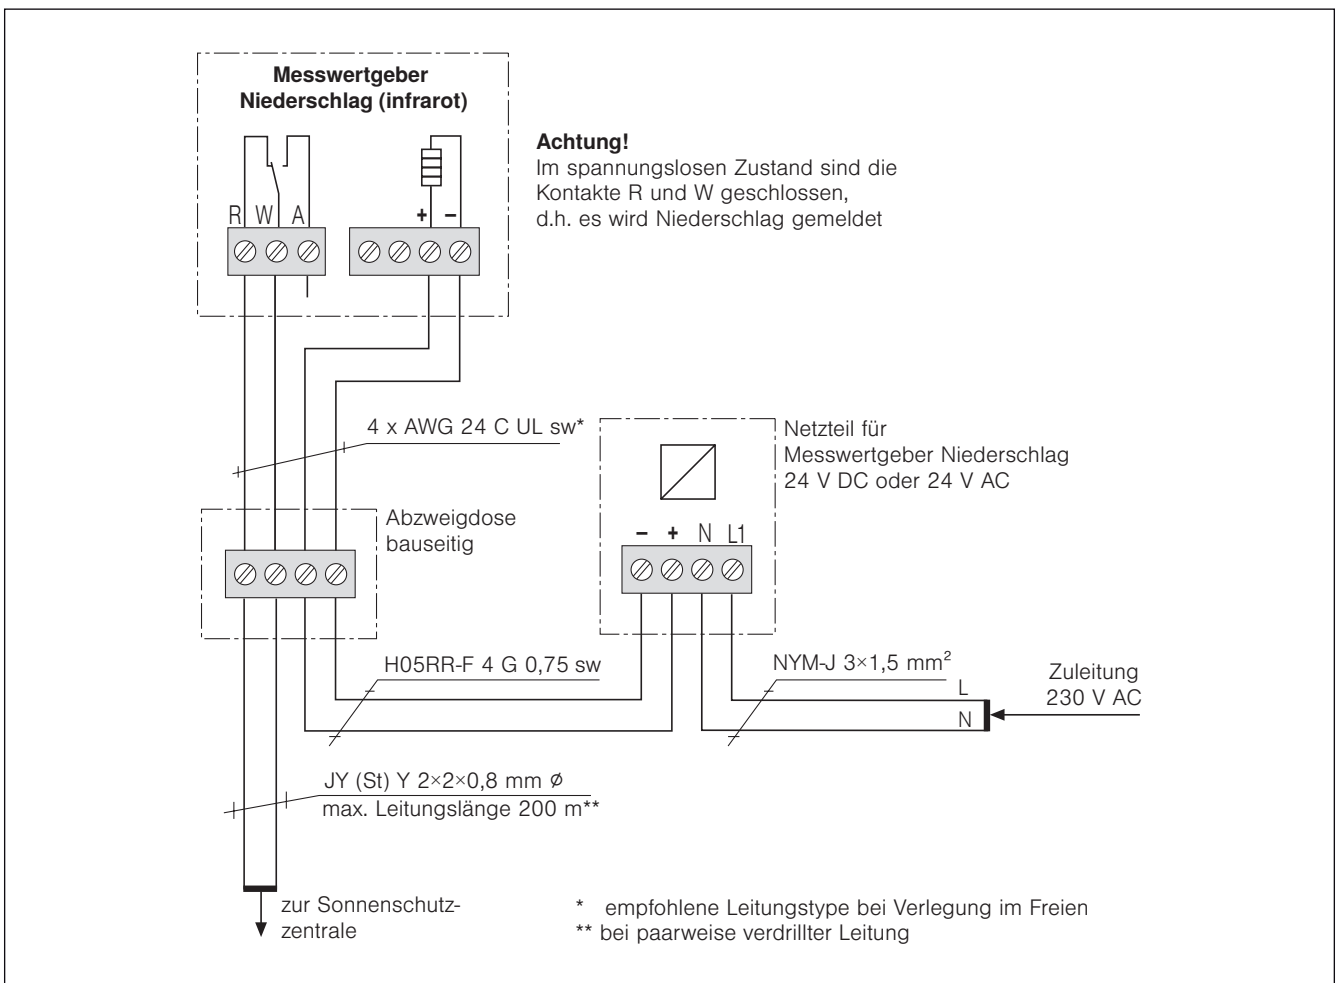 Messwertgeber
Niederschlag (infrarot)
Achtung!
Im spannungslosen Zustand sind die
Kontakte R und W geschlossen,
d.h. es wird Niederschlag gemeldet
R W A
+ −
4 x AWG 24 C UL sw*
Netzteil für
Messwertgeber Niederschlag
24 V DC oder 24 V AC
− + N L1
Abzweigdose
bauseitig
H05RR-F 4 G 0,75 sw
NYM-J 3×1,5 mm²
L
N
Zuleitung
230 V AC
JY (St) Y 2×2×0,8 mm ø
max. Leitungslänge 200 m**
zur Sonnenschutz-
zentrale
* empfohlene Leitungstype bei Verlegung im Freien
** bei paarweise verdrillter Leitung